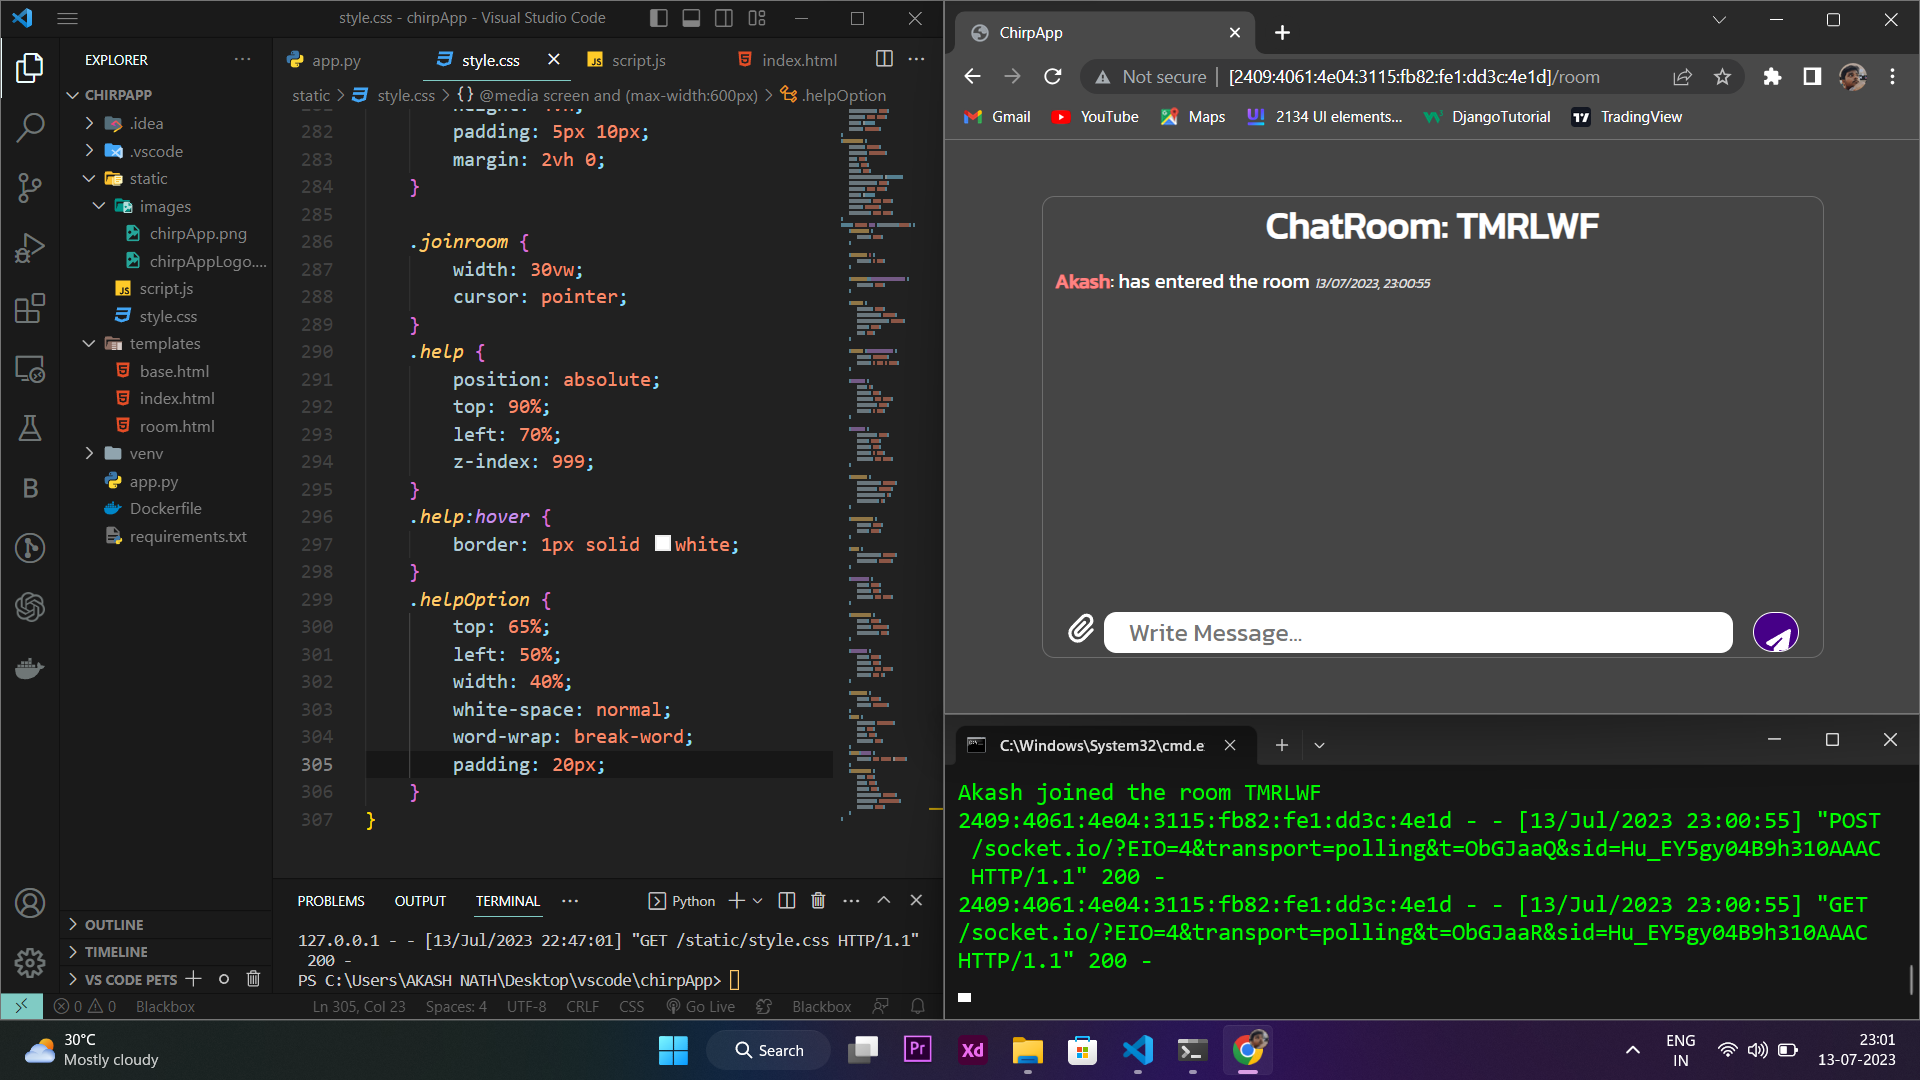 style.css - chirpApp - Visual Studio Code
EXPLORER
CHIRPAPP
.idea
.vscode
static
images
chirpApp.png
chirpAppLogo....
script.js
style.css
templates
base.html
index.html
room.html
venv
app.py
Dockerfile
requirements.txt
OUTLINE
TIMELINE
VS CODE PETS
app.py
style.css
script.js
index.html
static > style.css > {} @media screen and (max-width:600px) > .helpOption
282 padding: 5px 10px;
283 margin: 2vh 0;
284 }
285
286 .joinroom {
287 width: 30vw;
288 cursor: pointer;
289 }
290 .help {
291 position: absolute;
292 top: 90%;
293 left: 70%;
294 z-index: 999;
295 }
296 .help:hover {
297 border: 1px solid white;
298 }
299 .helpOption {
300 top: 65%;
301 left: 50%;
302 width: 40%;
303 white-space: normal;
304 word-wrap: break-word;
305 padding: 20px;
306 }
307 }
PROBLEMS OUTPUT TERMINAL ··· Python
127.0.0.1 - - [13/Jul/2023 22:47:01] "GET /static/style.css HTTP/1.1"
200 -
PS C:\Users\AKASH NATH\Desktop\vscode\chirpApp>
0 0 Blackbox Ln 305, Col 23 Spaces: 4 UTF-8 CRLF CSS Go Live Blackbox
ChirpApp
Not secure | [2409:4061:4e04:3115:fb82:fe1:dd3c:4e1d]/room
Gmail YouTube Maps 2134 UI elements... DjangoTutorial TradingView
ChatRoom: TMRLWF
Akash: has entered the room 13/07/2023, 23:00:55
Write Message...
C:\Windows\System32\cmd.e
Akash joined the room TMRLWF
2409:4061:4e04:3115:fb82:fe1:dd3c:4e1d - - [13/Jul/2023 23:00:55] "POST
/socket.io/?EIO=4&transport=polling&t=ObGJaaQ&sid=Hu_EY5gy04B9h310AAAC
HTTP/1.1" 200 -
2409:4061:4e04:3115:fb82:fe1:dd3c:4e1d - - [13/Jul/2023 23:00:55] "GET
/socket.io/?EIO=4&transport=polling&t=ObGJaaR&sid=Hu_EY5gy04B9h310AAAC
HTTP/1.1" 200 -
30°C
Mostly cloudy
Search
Pr
Xd
ENG
IN
23:01
13-07-2023